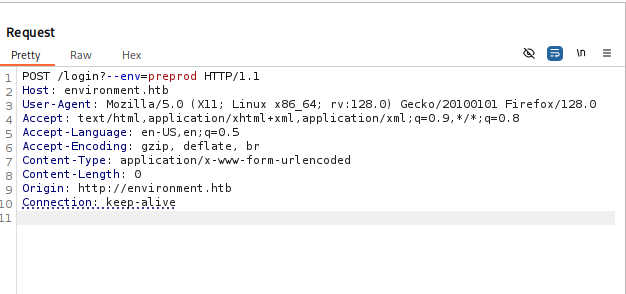 Request
Pretty Raw Hex \n
1 POST /login?--env=preprod HTTP/1.1
2 Host: environment.htb
3 User-Agent: Mozilla/5.0 (X11; Linux x86_64; rv:128.0) Gecko/20100101 Firefox/128.0
4 Accept: text/html,application/xhtml+xml,application/xml;q=0.9,*/*;q=0.8
5 Accept-Language: en-US,en;q=0.5
6 Accept-Encoding: gzip, deflate, br
7 Content-Type: application/x-www-form-urlencoded
8 Content-Length: 0
9 Origin: http://environment.htb
10 Connection: keep-alive
11